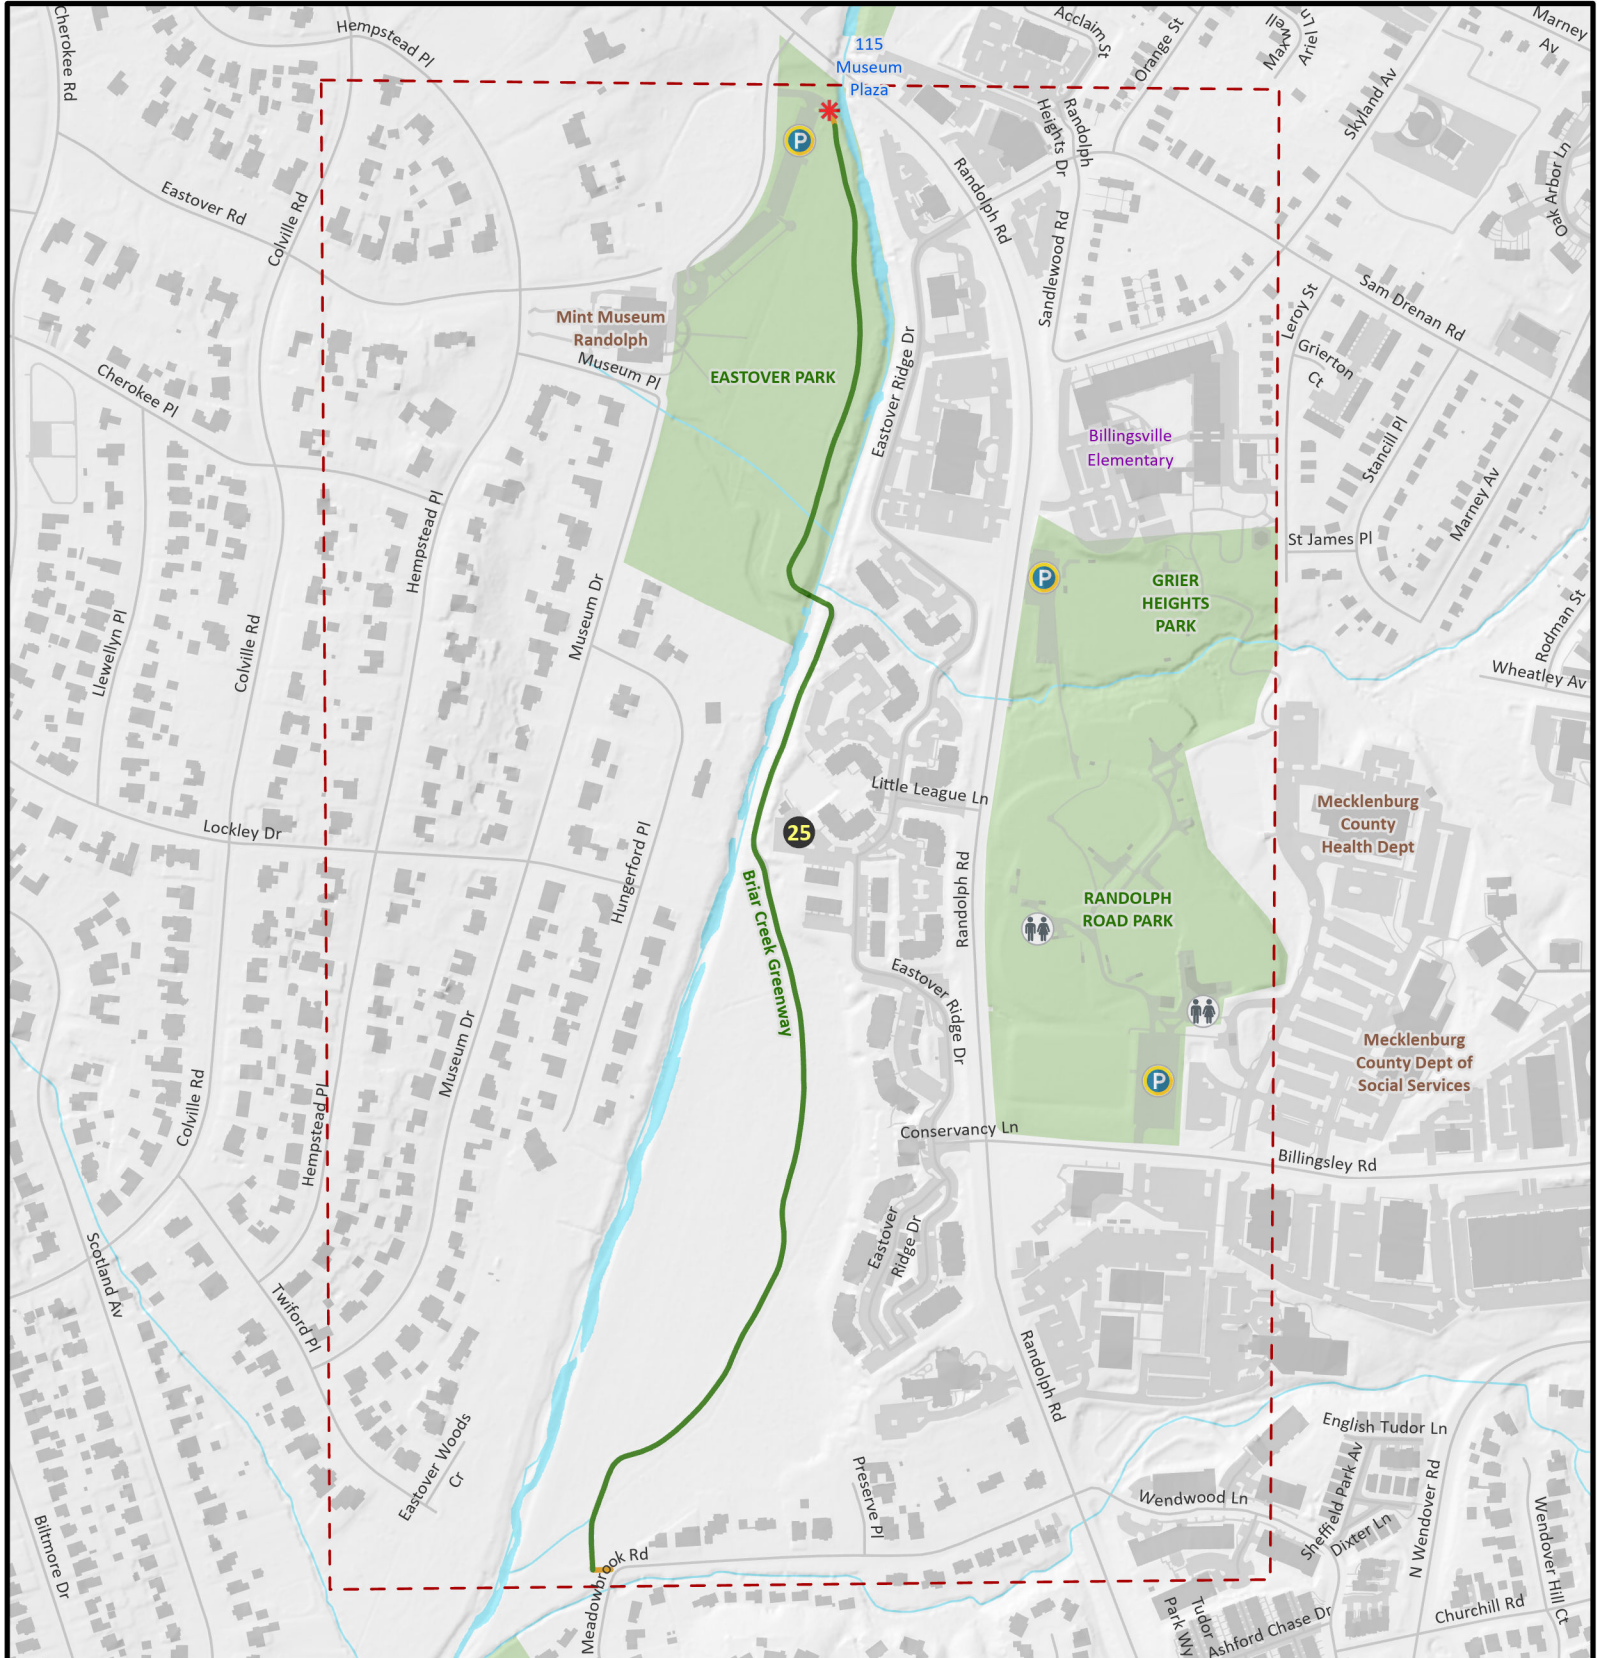 Cherokee Rd
Hempstead Pl
115
Museum
Plaza
Acclaim St
Orange St
Maxwell
Ariel Ln
Marney
Av
Skyland Av
Oak Arbor Ln
P
Randolph
Heights Dr
Randolph Rd
Eastover Rd
Colville Rd
Sandlewood Rd
Sam Drenan Rd
Leroy St
Mint Museum
Randolph
Museum Pl
EASTOVER PARK
Eastover Ridge Dr
Grierton
Ct
Cherokee Pl
Billingsville
Elementary
Stancill Pl
Marney Av
Hempstead Pl
St James Pl
P
GRIER
HEIGHTS
PARK
Museum Dr
Llewellyn Pl
Colville Rd
Rodman St
Wheatley Av
Little League Ln
Mecklenburg
County
Health Dept
Lockley Dr
25
Hungerford Pl
Briar Creek Greenway
Randolph Rd
RANDOLPH
ROAD PARK
Eastover Ridge Dr
Museum Dr
Mecklenburg
County Dept of
Social Services
P
Colville Rd
Hempstead Pl
Conservancy Ln
Billingsley Rd
Scotland Av
Eastover
Ridge Dr
Twiford Pl
Randolph Rd
Eastover Woods
Cr
English Tudor Ln
Preserve Pl
Wendwood Ln
Sheffield Park Av
Dixter Ln
N Wendover Rd
Wendover Hill Ct
Biltmore Dr
Meadowbrook Rd
Meadowbrook
Tudor
Park Wy
Ashford Chase Dr
Churchill Rd